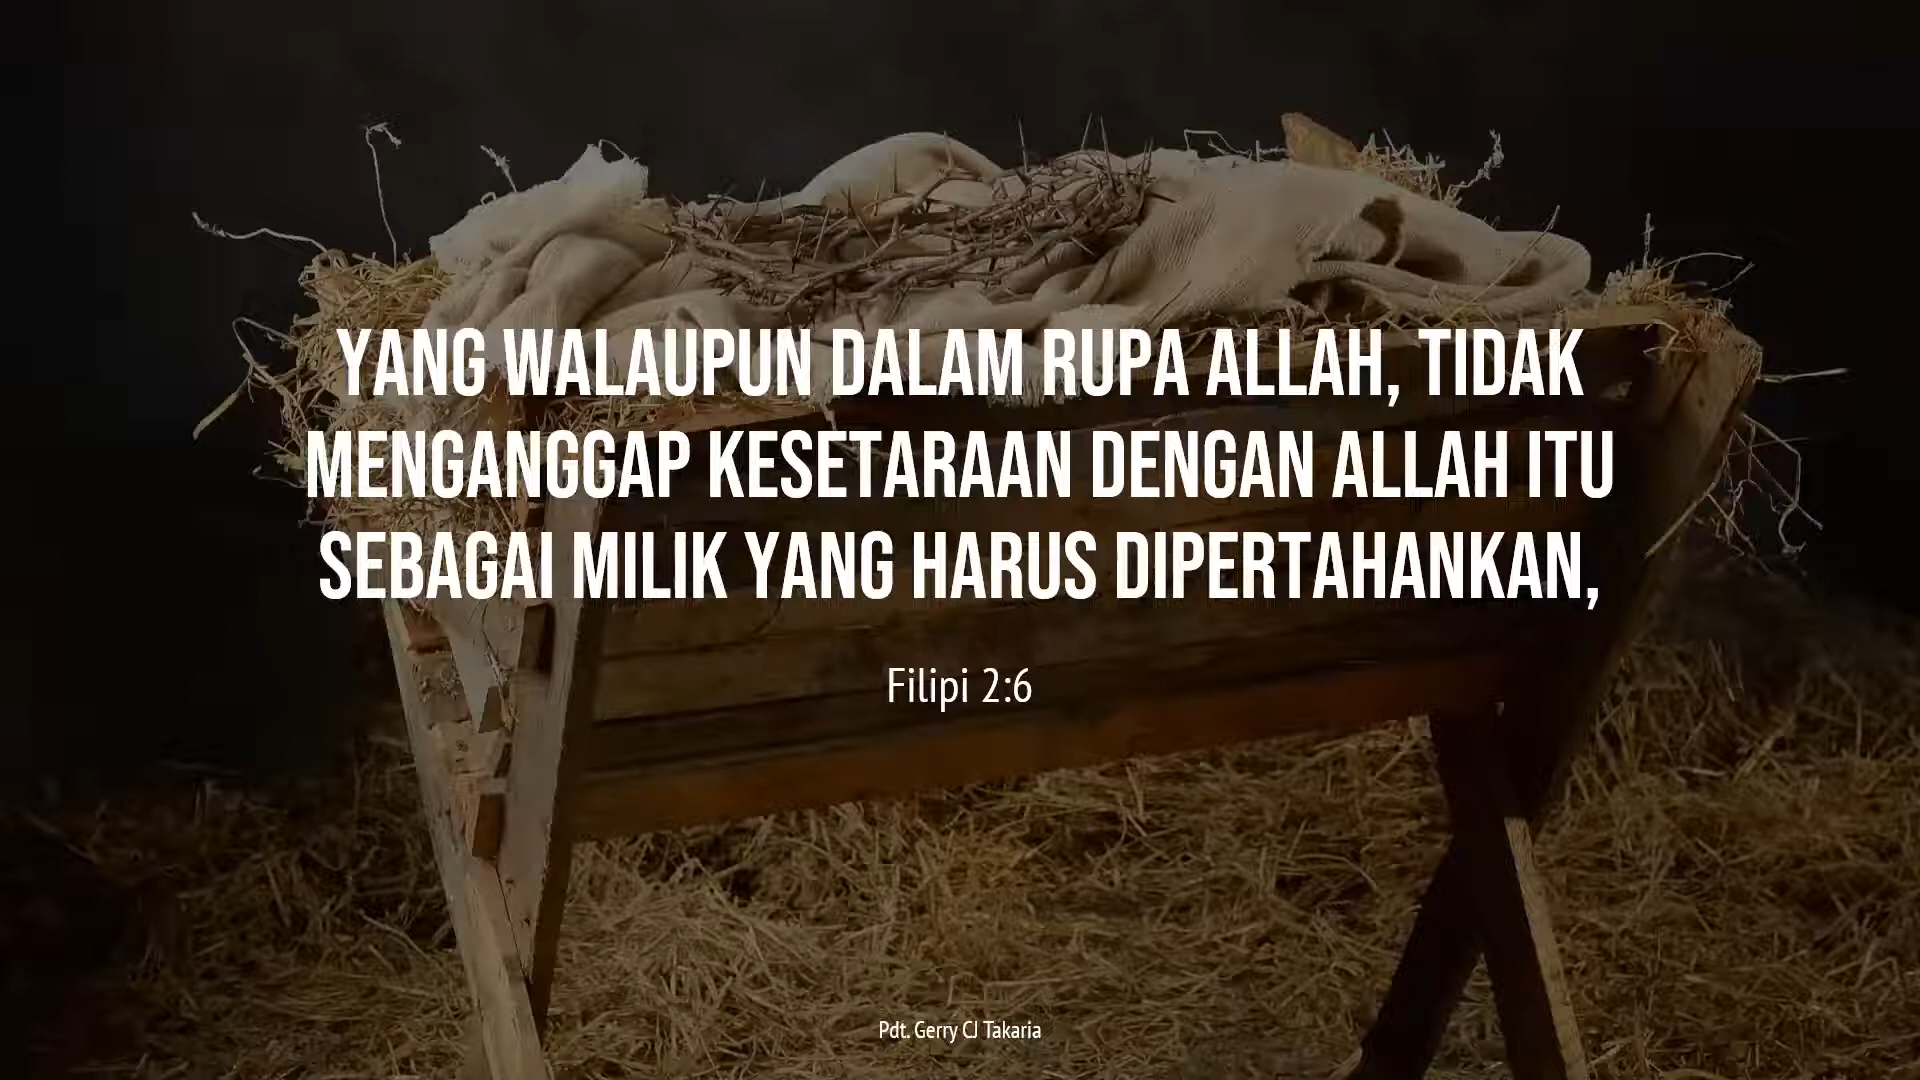 YANG WALAUPUN DALAM RUPA ALLAH, TIDAK
MENGANGGAP KESETARAAN DENGAN ALLAH ITU
SEBAGAI MILIK YANG HARUS DIPERTAHANKAN,
Filipi 2:6
Pdt. Gerry CJ Takaria